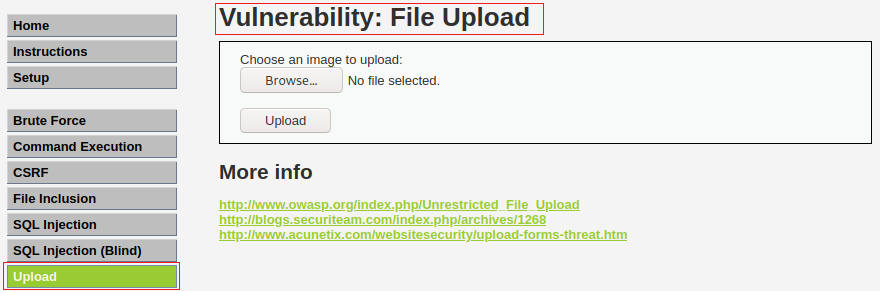 Home
Instructions
Setup
Brute Force
Command Execution
CSRF
File Inclusion
SQL Injection
SQL Injection (Blind)
Upload
Vulnerability: File Upload
Choose an image to upload:
Browse... No file selected.
Upload
More info
http://www.owasp.org/index.php/Unrestricted_File_Upload
http://blogs.securiteam.com/index.php/archives/1268
http://www.acunetix.com/websitesecurity/upload-forms-threat.htm